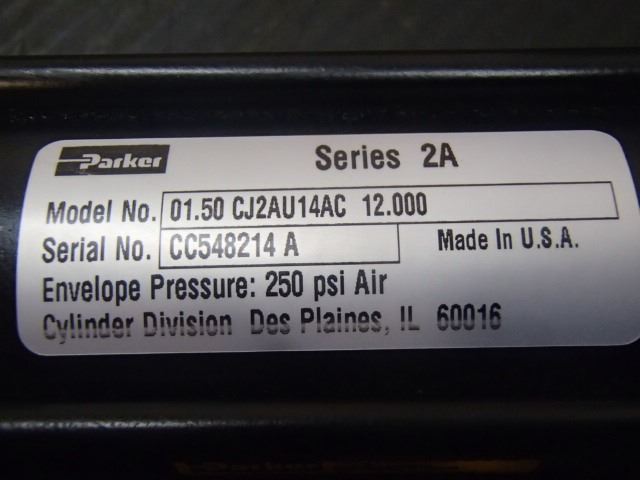 Parker Series 2A
Model No. 01.50 CJ2AU14AC 12.000
Serial No. CC548214 A Made In U.S.A.
Envelope Pressure: 250 psi Air
Cylinder Division Des Plaines, IL 60016
Parker